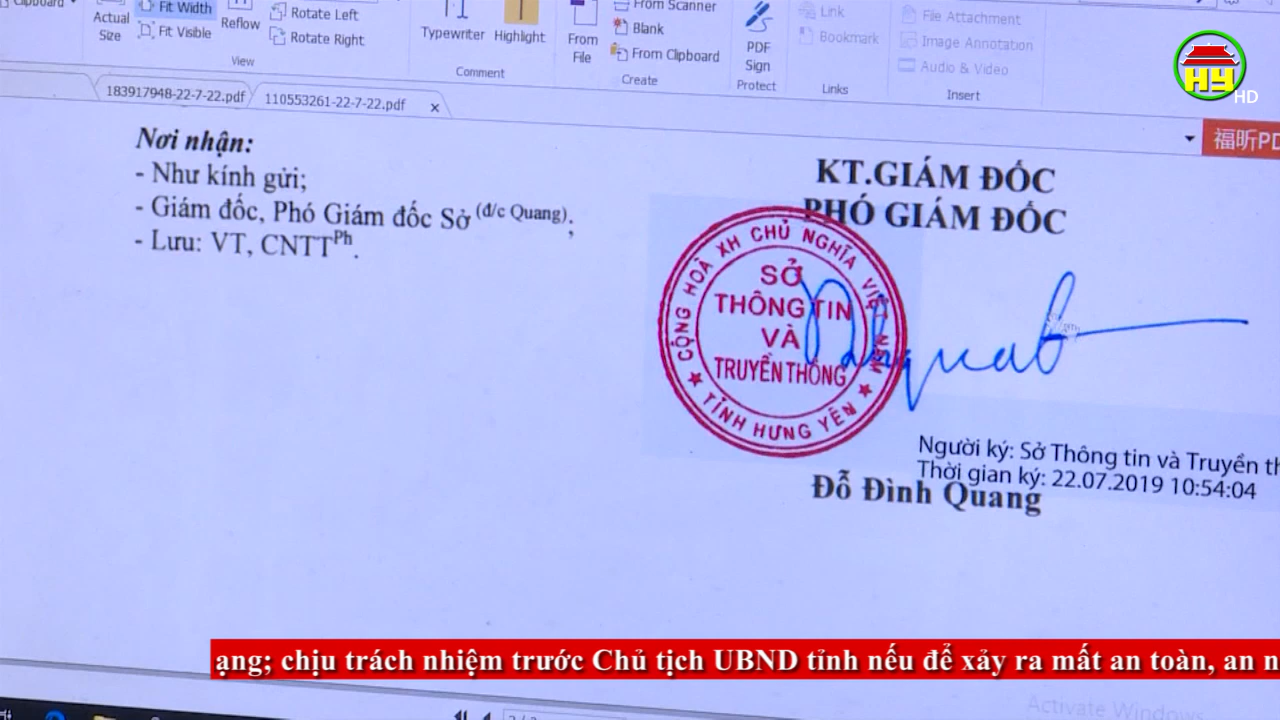 Clipboard
Actual Size
Fit Width
Fit Visible
Reflow
Rotate Left
Rotate Right
View
Typewriter
Highlight
Comment
From File
From Scanner
Blank
From Clipboard
Create
PDF Sign
Protect
Link
Bookmark
Links
File Attachment
Image Annotation
Audio & Video
Insert
HY
HD
183917948-22-7-22.pdf
110553261-22-7-22.pdf x
福昕PD
Nơi nhận:
- Như kính gửi;
- Giám đốc, Phó Giám đốc Sở (đ/c Quang);
- Lưu: VT, CNTTPh.
KT.GIÁM ĐỐC
PHÓ GIÁM ĐỐC
CỘNG HOÀ XH CHỦ NGHĨA VIỆT NAM
SỞ
THÔNG TIN
VÀ
TRUYỀN THÔNG
★ TỈNH HƯNG YÊN ★
Người ký: Sở Thông tin và Truyền th
Thời gian ký: 22.07.2019 10:54:04
Đỗ Đình Quang
ạng; chịu trách nhiệm trước Chủ tịch UBND tỉnh nếu để xảy ra mất an toàn, an n
Activate Windows